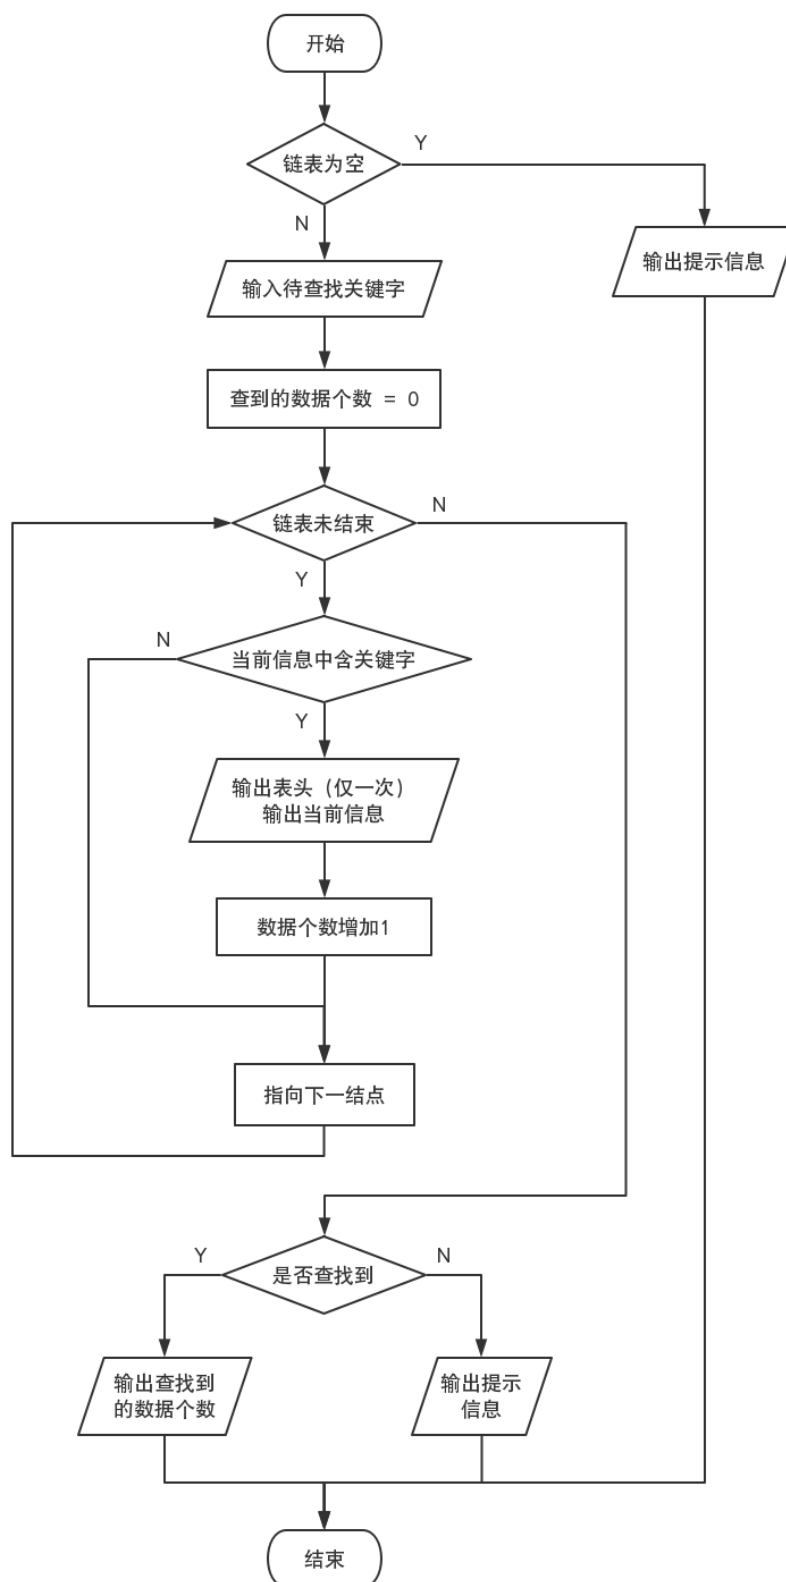 开始
链表为空
Y
N
输出提示信息
输入待查找关键字
查到的数据个数 = 0
链表未结束
N
Y
当前信息中含关键字
N
Y
输出表头（仅一次）
输出当前信息
数据个数增加1
指向下一结点
是否查找到
Y
N
输出查找到
的数据个数
输出提示
信息
结束